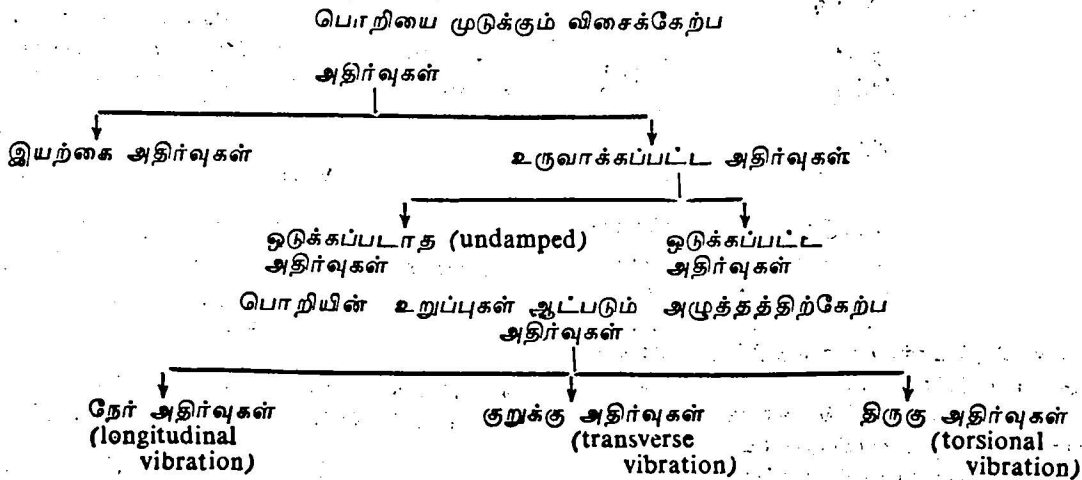 பொறியை முடுக்கும் விசைக்கேற்ப
அதிர்வுகள்
இயற்கை அதிர்வுகள் உருவாக்கப்பட்ட அதிர்வுகள்
ஒடுக்கப்படாத (undamped) ஒடுக்கப்பட்ட
அதிர்வுகள் அதிர்வுகள்
பொறியின் உறுப்புகள் ஆட்படும் அழுத்தத்திற்கேற்ப
அதிர்வுகள்
நேர் அதிர்வுகள் குறுக்கு அதிர்வுகள் திருகு அதிர்வுகள்
(longitudinal (transverse (torsional
vibration) vibration) vibration)